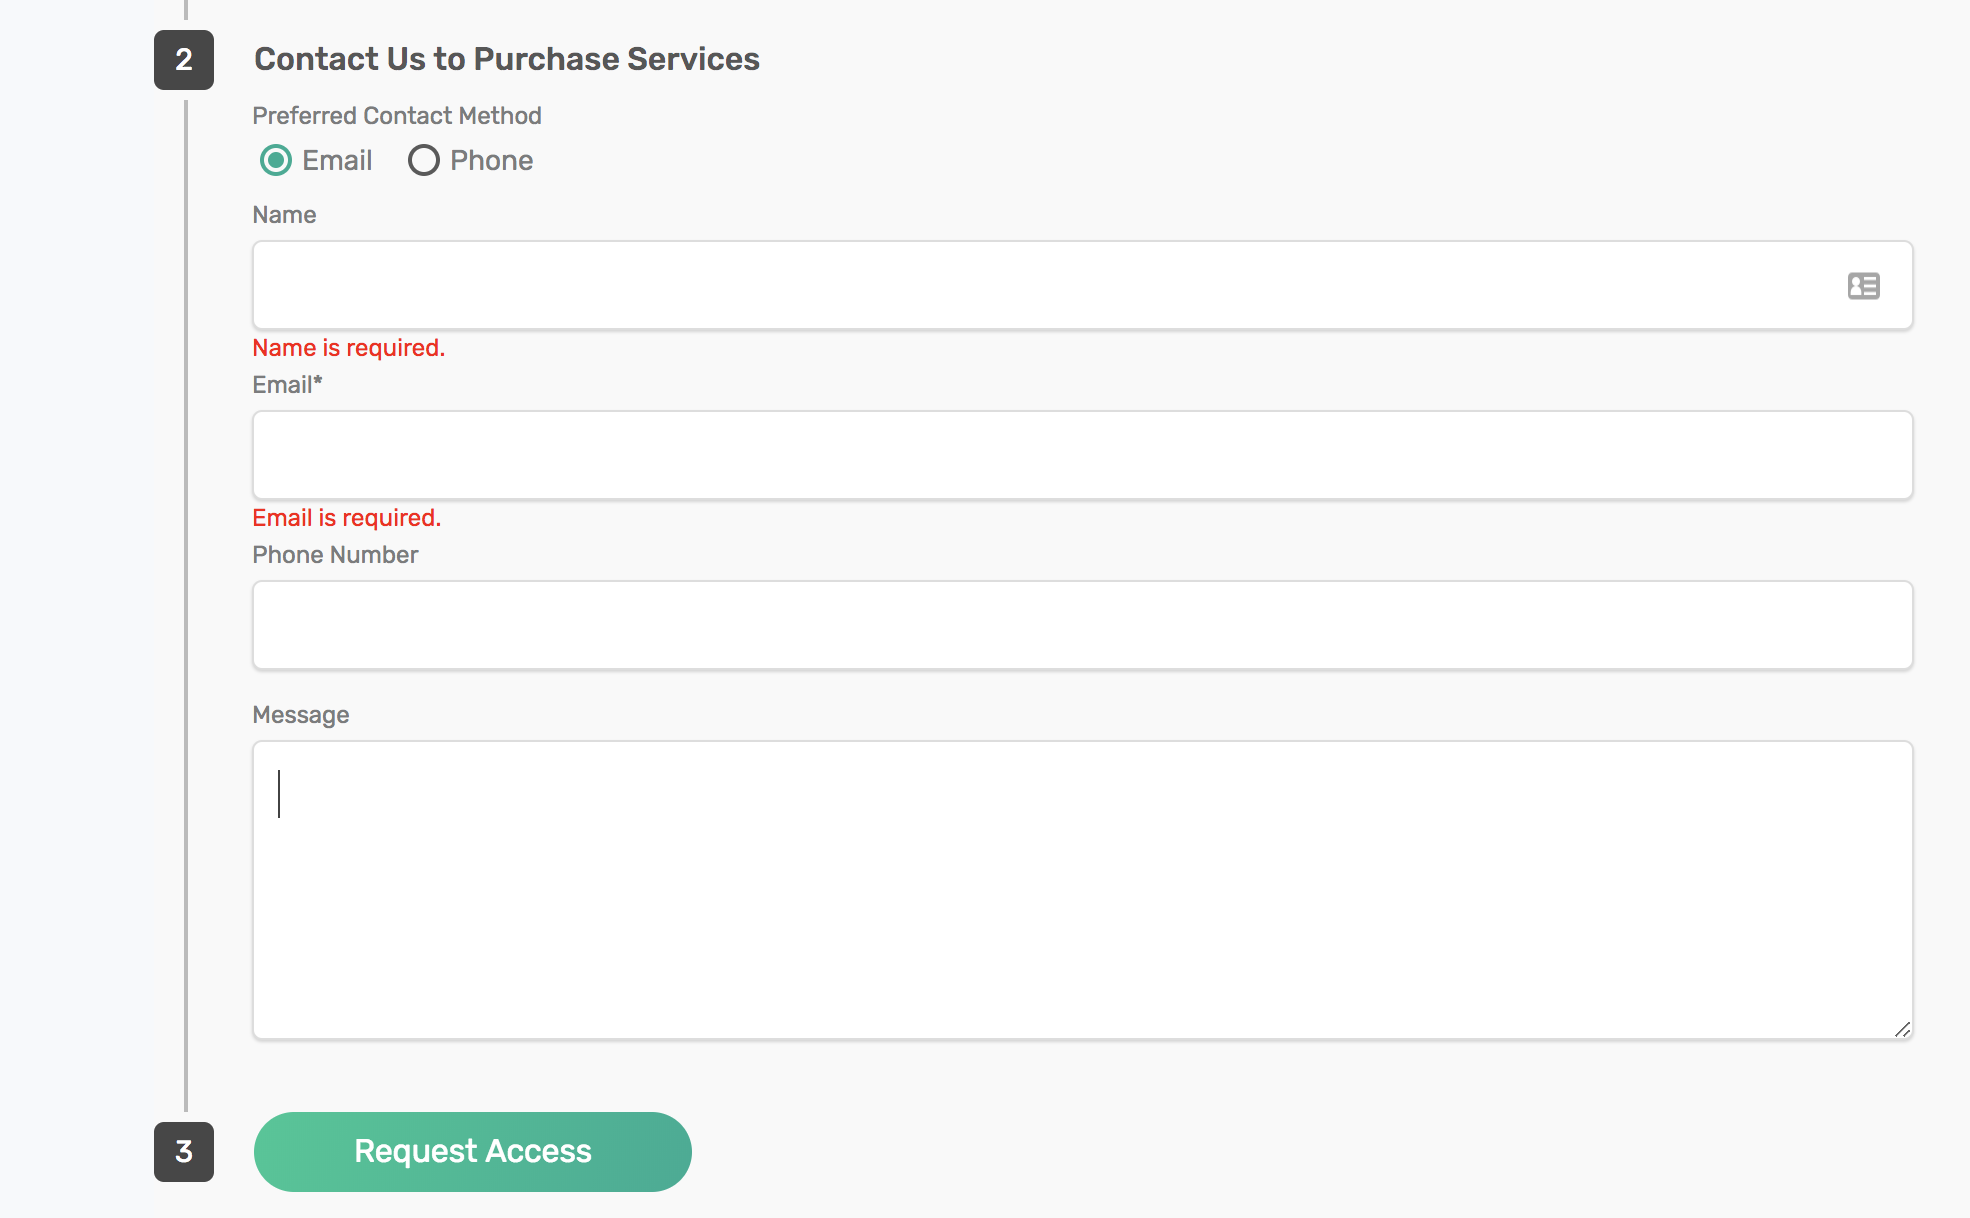 2 Contact Us to Purchase Services
Preferred Contact Method
Email Phone
Name
Name is required.
Email*
Email is required.
Phone Number
Message
3 Request Access